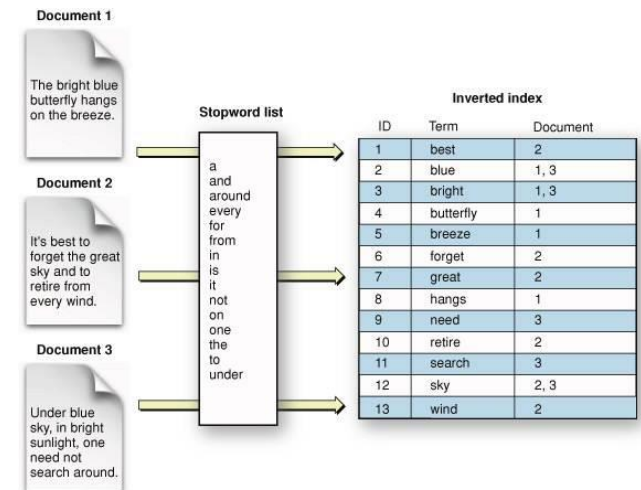 Document 1
The bright blue
butterfly hangs
on the breeze.
Document 2
It's best to
forget the great
sky and to
retire from
every wind.
Document 3
Under blue
sky, in bright
sunlight, one
need not
search around.
Stopword list
a
and
around
every
for
from
in
is
it
not
on
one
the
to
under
Inverted index
ID Term Document
1 best 2
2 blue 1, 3
3 bright 1, 3
4 butterfly 1
5 breeze 1
6 forget 2
7 great 2
8 hangs 1
9 need 3
10 retire 2
11 search 3
12 sky 2, 3
13 wind 2